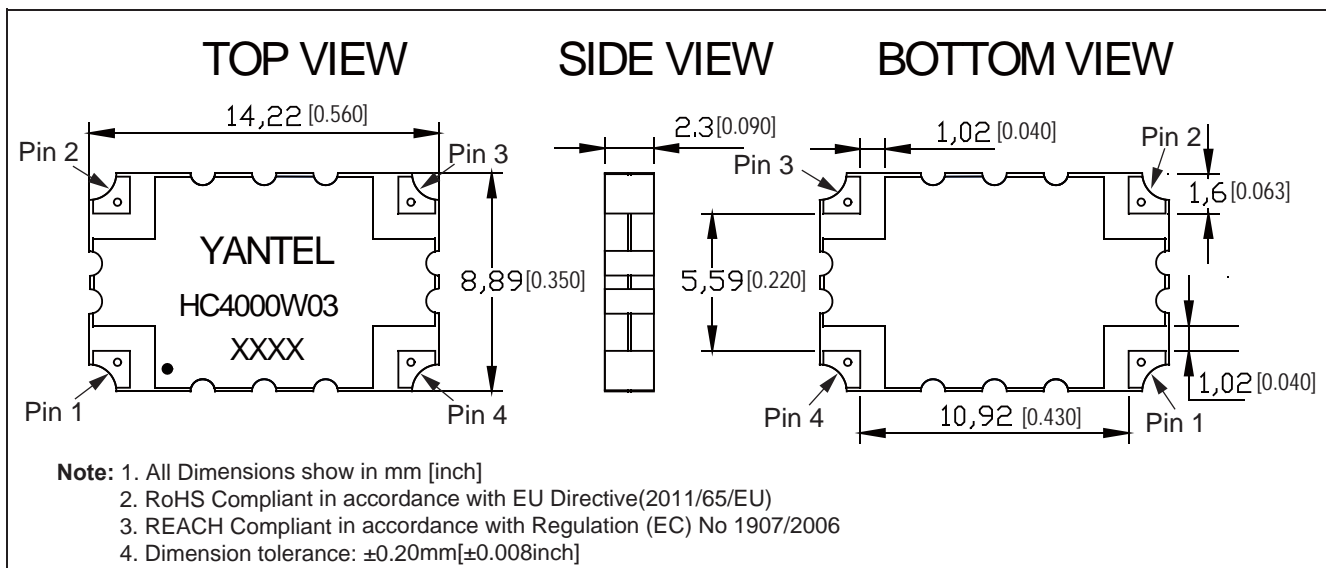 TOP VIEW
SIDE VIEW
BOTTOM VIEW
14,22 [0.560]
2.3[0.090]
1,02 [0.040]
Pin 2
Pin 3
Pin 3
Pin 2
1,6[0.063]
YANTEL
HC4000W03
XXXX
8,89[0.350]
5,59[0.220]
Pin 1
Pin 4
Pin 4
Pin 1
1,02 [0.040]
10,92 [0.430]
Note: 1. All Dimensions show in mm [inch]
2. RoHS Compliant in accordance with EU Directive(2011/65/EU)
3. REACH Compliant in accordance with Regulation (EC) No 1907/2006
4. Dimension tolerance: ±0.20mm[±0.008inch]